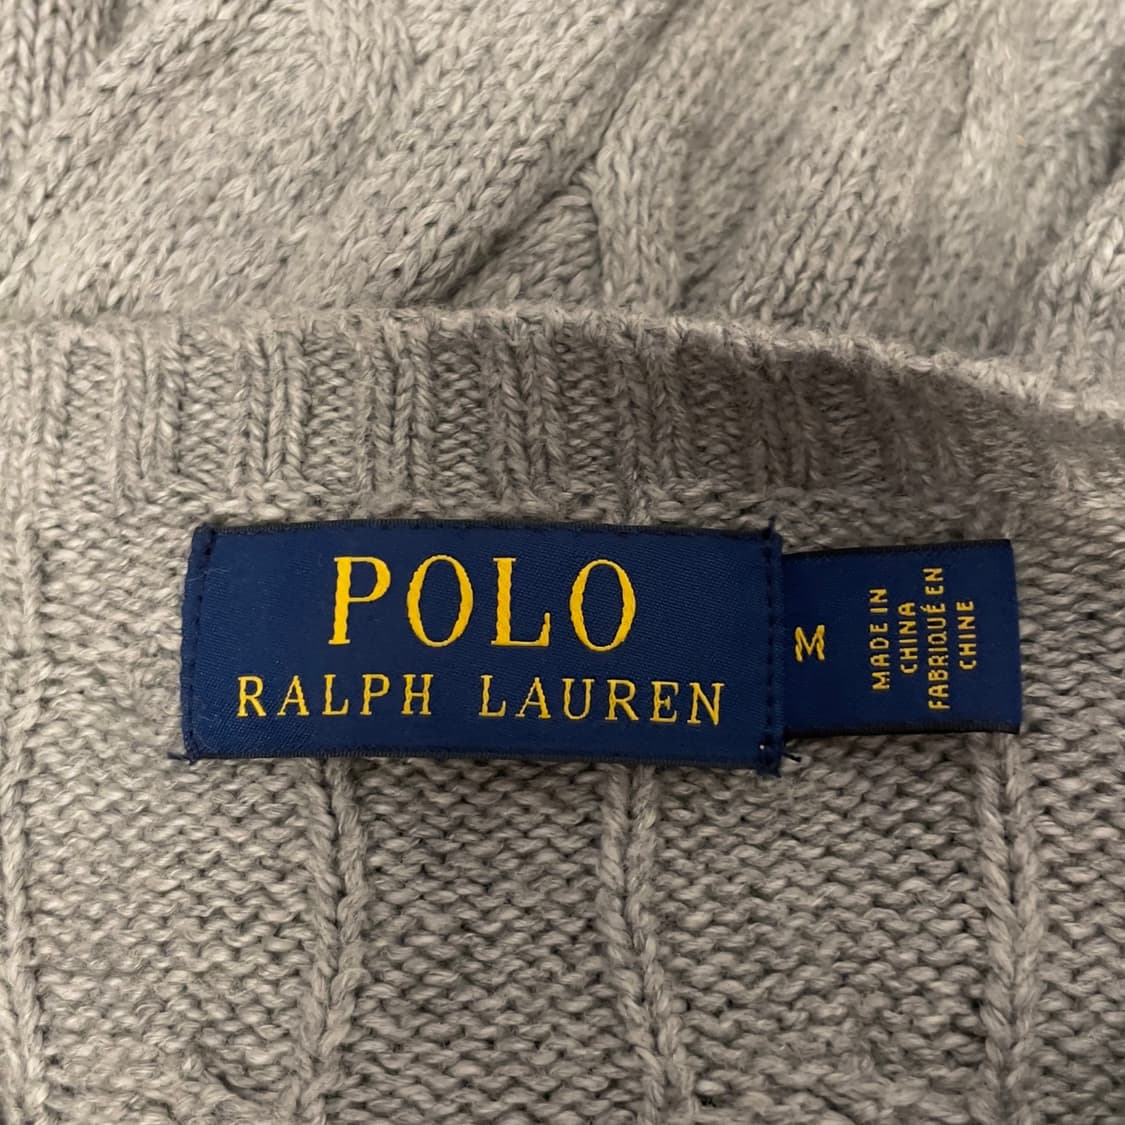 POLO
RALPH LAUREN
M
MADE IN
CHINA
FABRIQUÉ EN
CHINE